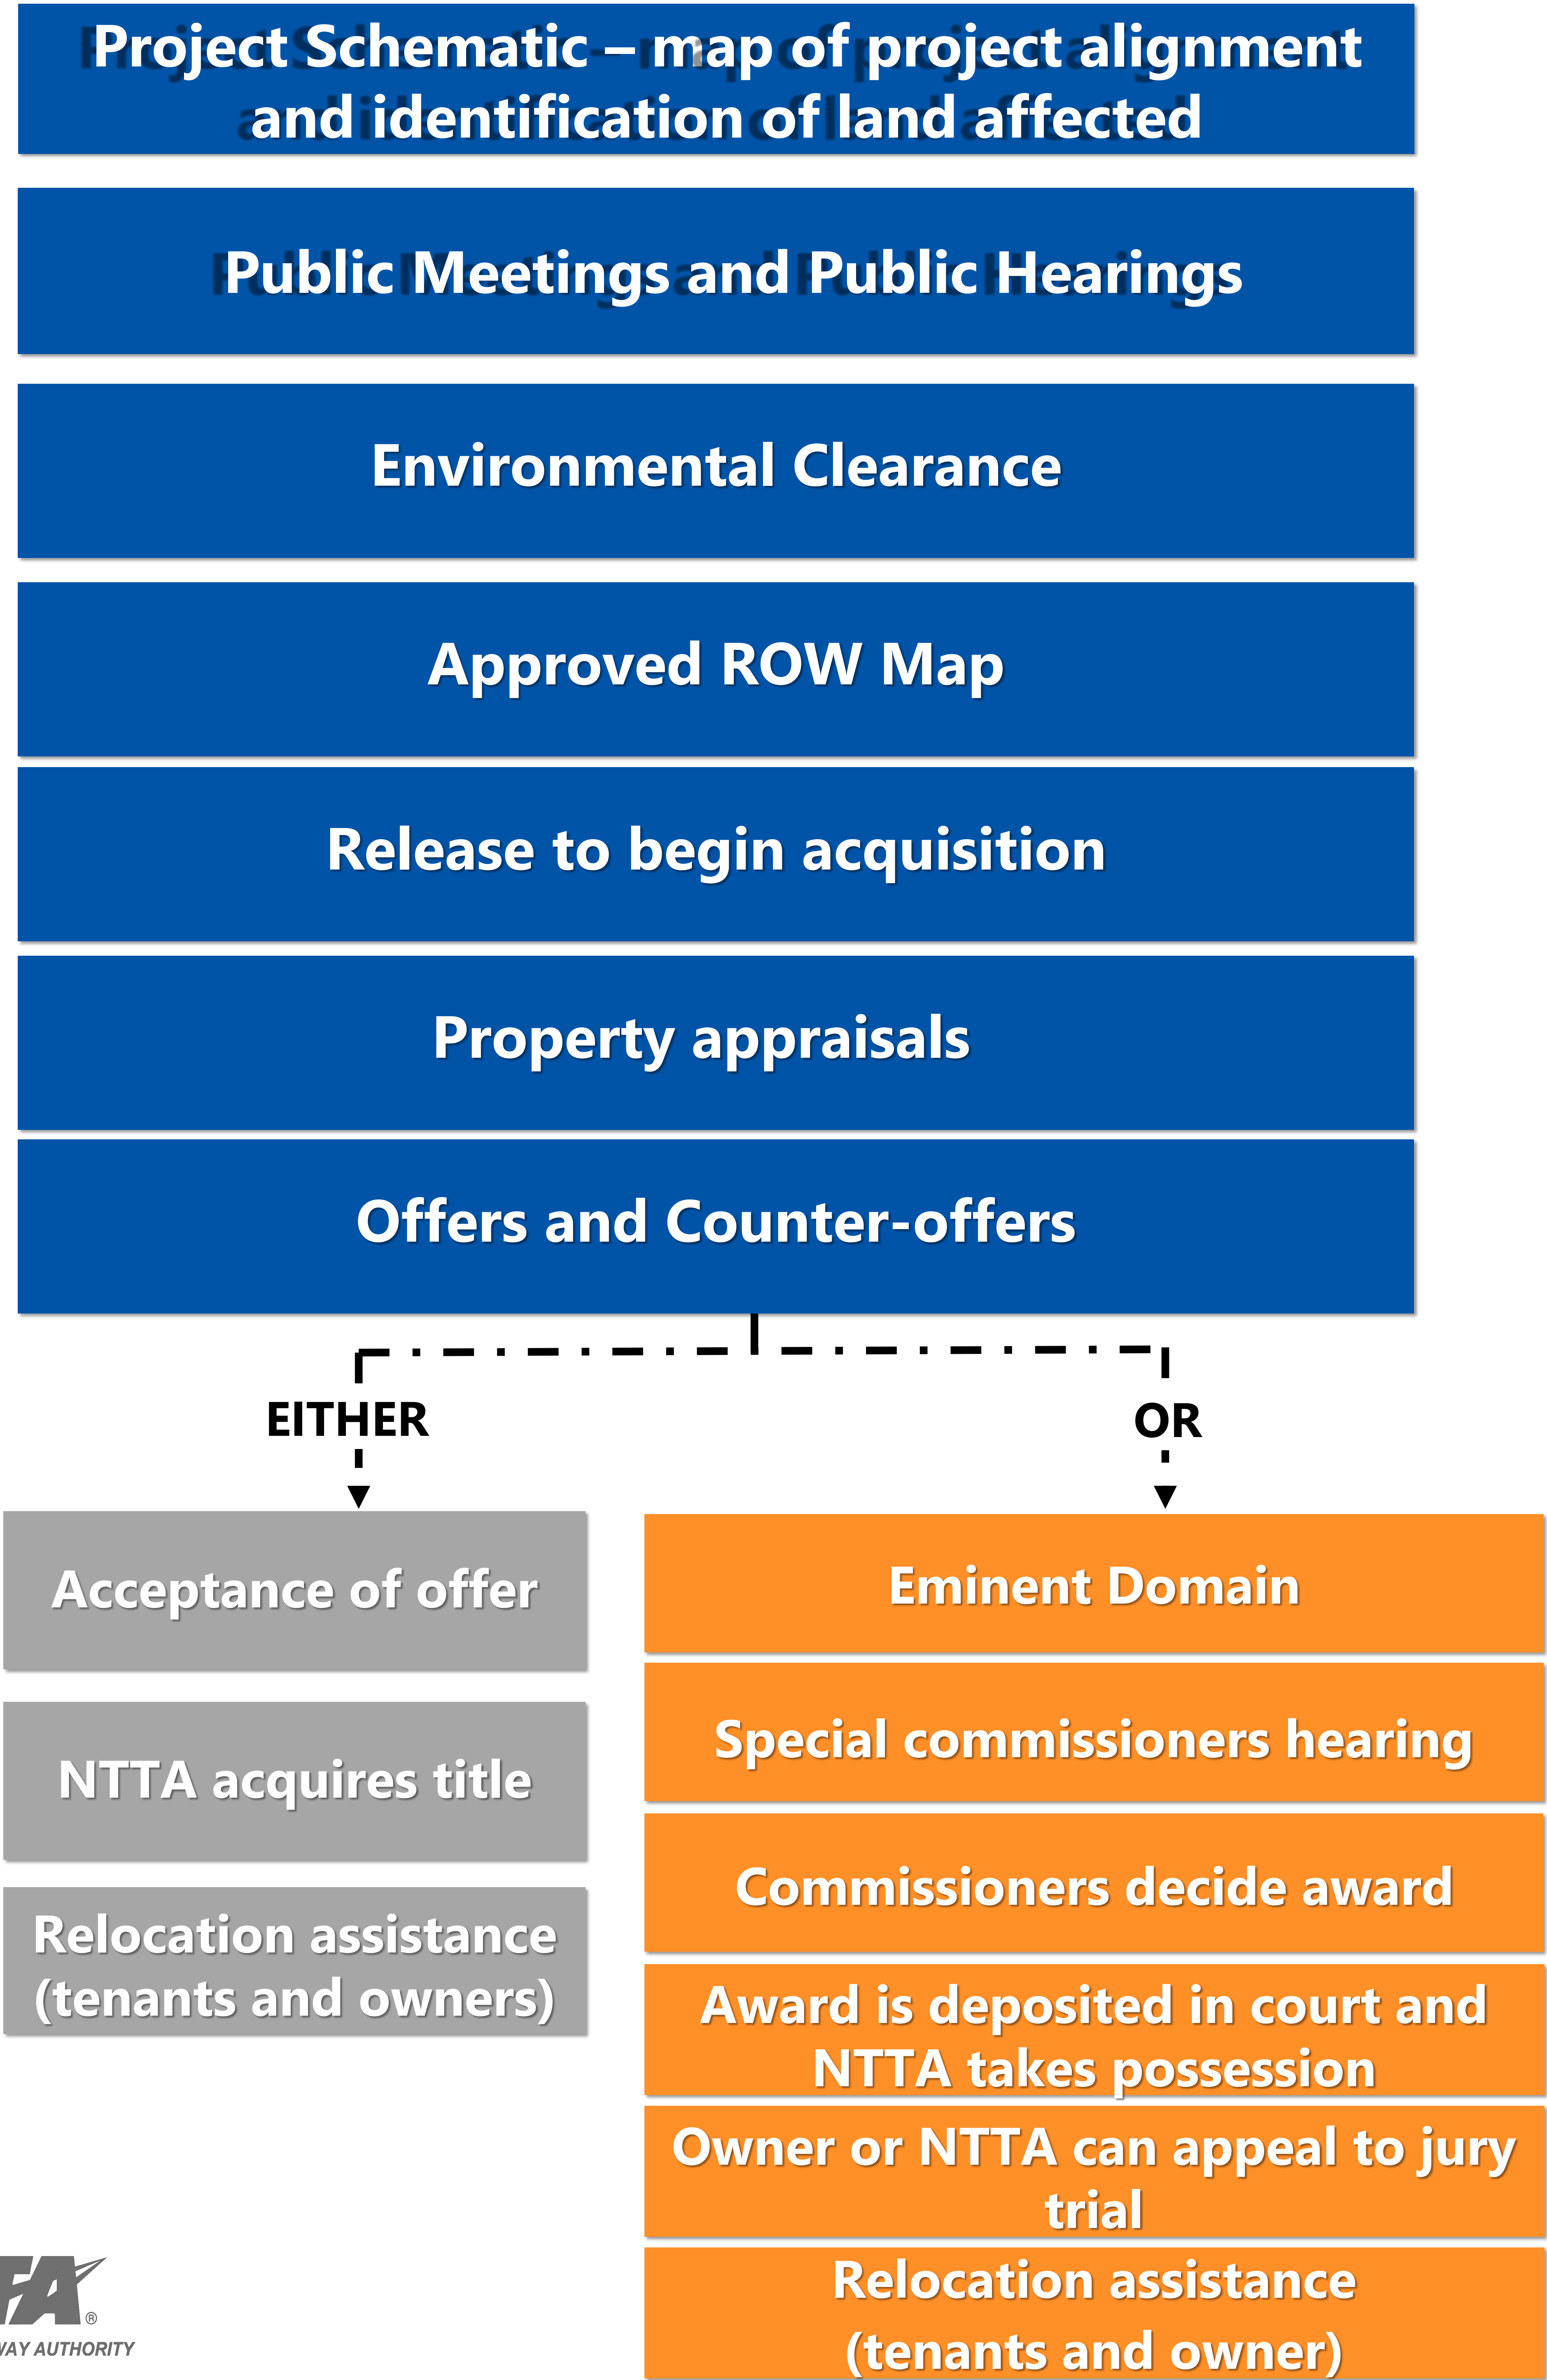 Project Schematic – map of project alignment
and identification of land affected
Public Meetings and Public Hearings
Environmental Clearance
Approved ROW Map
Release to begin acquisition
Property appraisals
Offers and Counter-offers
EITHER
OR
Acceptance of offer
NTTA acquires title
Relocation assistance
(tenants and owners)
Eminent Domain
Special commissioners hearing
Commissioners decide award
Award is deposited in court and
NTTA takes possession
Owner or NTTA can appeal to jury
trial
Relocation assistance
(tenants and owner)
®
WAY AUTHORITY